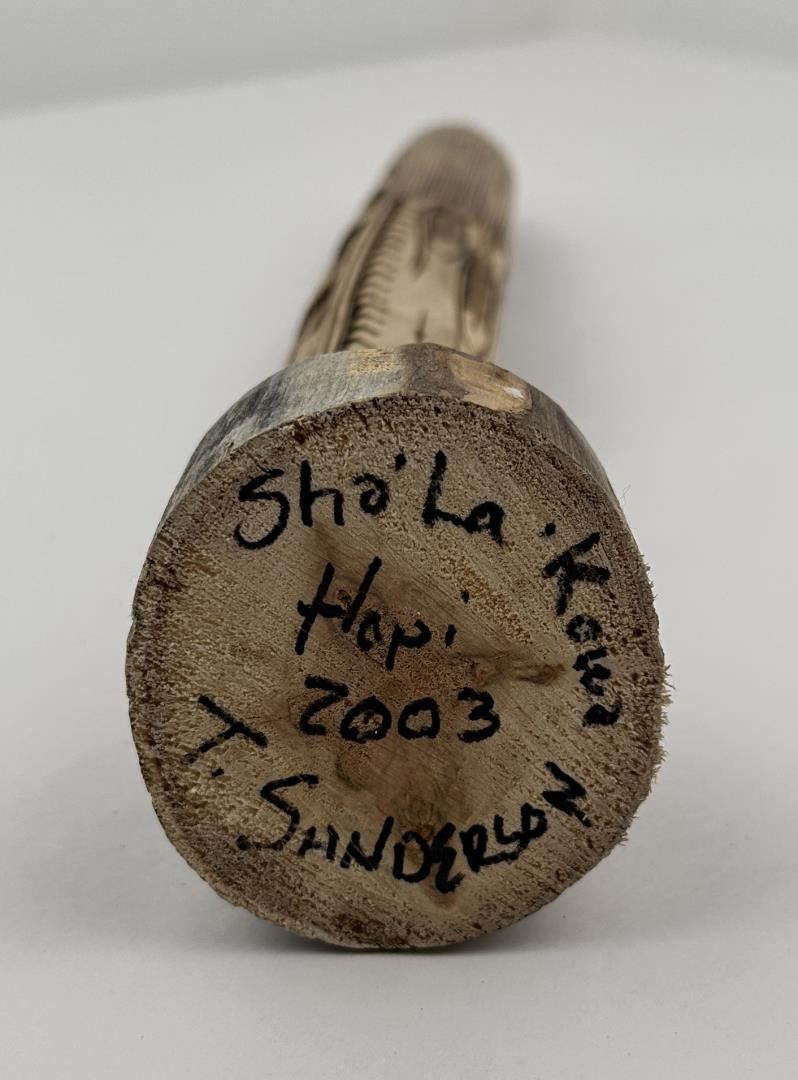 Sho'La·Kowa
Hopi
2003
T. SANDERSON